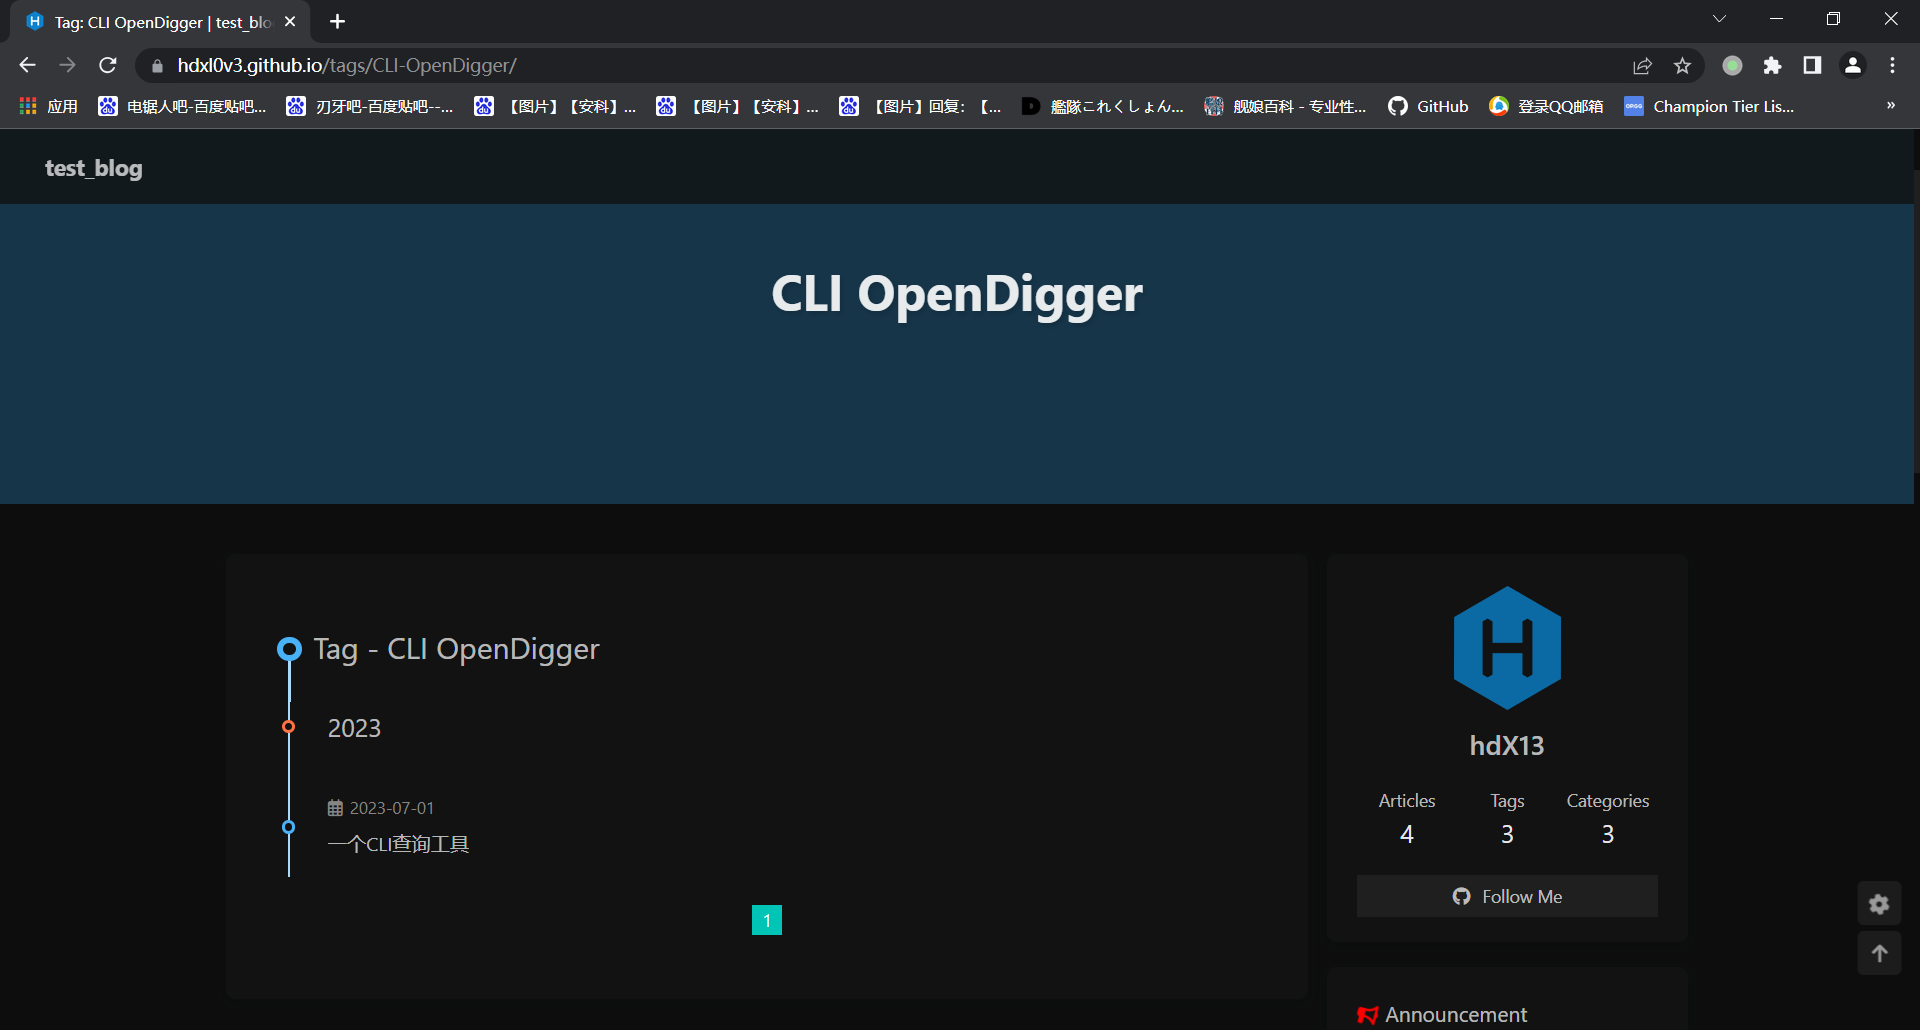 Tag: CLI OpenDigger | test_blo
hdxl0v3.github.io/tags/CLI-OpenDigger/
应用 电锯人吧-百度贴吧... 刃牙吧-百度贴吧--... 【图片】【安科】... 【图片】【安科】... 【图片】回复:【... 艦隊これくしょん... 舰娘百科 - 专业性... GitHub 登录QQ邮箱 Champion Tier Lis... »
test_blog
CLI OpenDigger
Tag - CLI OpenDigger
2023
2023-07-01
一个CLI查询工具
1
hdX13
Articles Tags Categories
4 3 3
Follow Me
Announcement